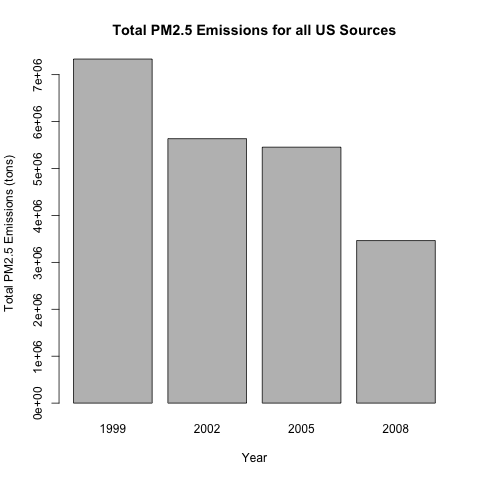 Total PM2.5 Emissions for all US Sources
Total PM2.5 Emissions (tons)
7e+06
6e+06
5e+06
4e+06
3e+06
2e+06
1e+06
0e+00
1999 2002 2005 2008
Year